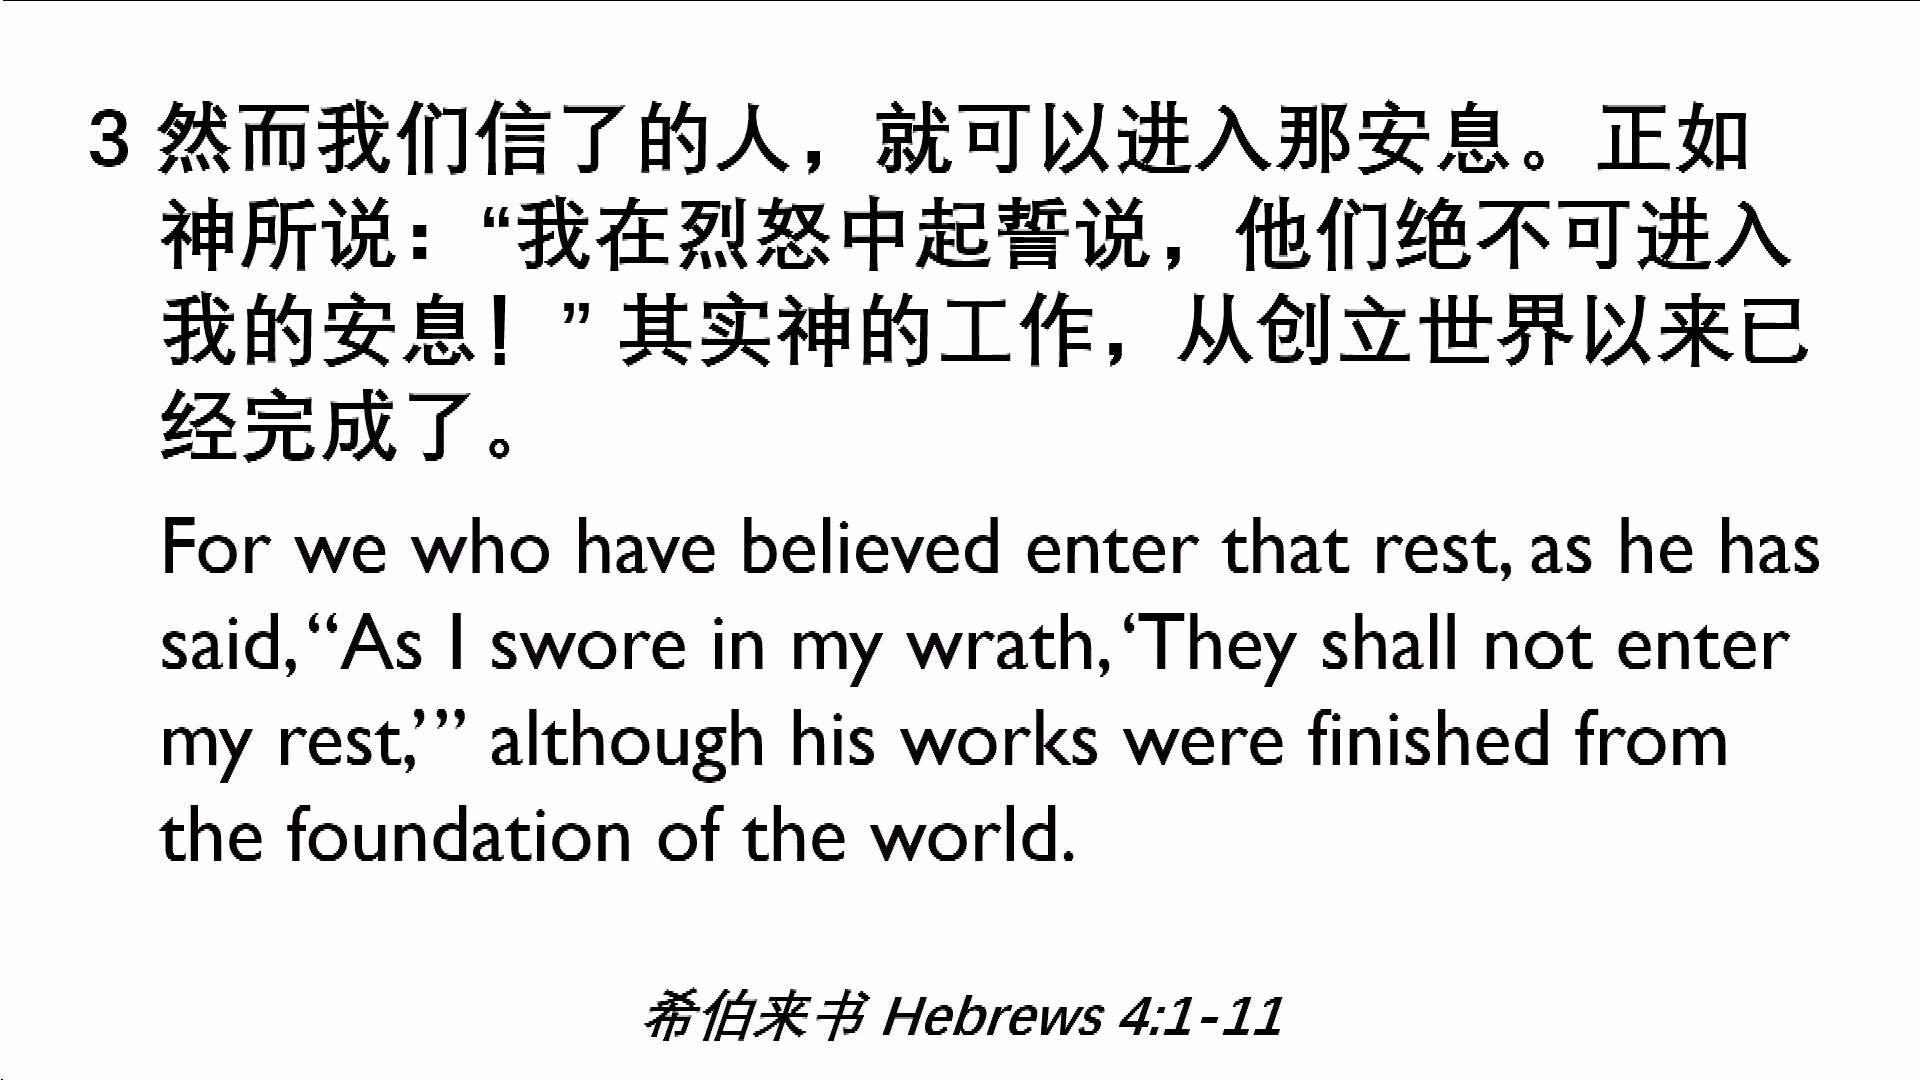 3 然而我们信了的人，就可以进入那安息。正如
神所说：“我在烈怒中起誓说，他们绝不可进入
我的安息！” 其实神的工作，从创立世界以来已
经完成了。
For we who have believed enter that rest, as he has
said, “As I swore in my wrath, ‘They shall not enter
my rest,’” although his works were finished from
the foundation of the world.
希伯来书 Hebrews 4:1-11